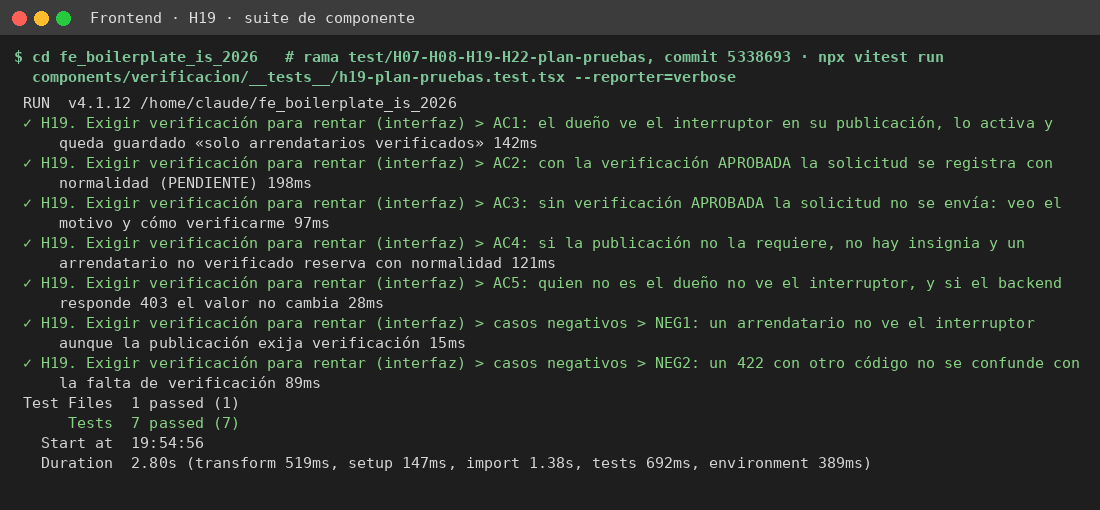 Frontend · H19 · suite de componente
$ cd fe_boilerplate_is_2026   # rama test/H07-H08-H19-H22-plan-pruebas, commit 5338693 · npx vitest run
components/verificacion/__tests__/h19-plan-pruebas.test.tsx --reporter=verbose
RUN  v4.1.12 /home/claude/fe_boilerplate_is_2026
✓ H19. Exigir verificación para rentar (interfaz) > AC1: el dueño ve el interruptor en su publicación, lo activa y
queda guardado «solo arrendatarios verificados» 142ms
✓ H19. Exigir verificación para rentar (interfaz) > AC2: con la verificación APROBADA la solicitud se registra con
normalidad (PENDIENTE) 198ms
✓ H19. Exigir verificación para rentar (interfaz) > AC3: sin verificación APROBADA la solicitud no se envía: veo el
motivo y cómo verificarme 97ms
✓ H19. Exigir verificación para rentar (interfaz) > AC4: si la publicación no la requiere, no hay insignia y un
arrendatario no verificado reserva con normalidad 121ms
✓ H19. Exigir verificación para rentar (interfaz) > AC5: quien no es el dueño no ve el interruptor, y si el backend
responde 403 el valor no cambia 28ms
✓ H19. Exigir verificación para rentar (interfaz) > casos negativos > NEG1: un arrendatario no ve el interruptor
aunque la publicación exija verificación 15ms
✓ H19. Exigir verificación para rentar (interfaz) > casos negativos > NEG2: un 422 con otro código no se confunde con
la falta de verificación 89ms
Test Files  1 passed (1)
Tests  7 passed (7)
Start at  19:54:56
Duration  2.80s (transform 519ms, setup 147ms, import 1.38s, tests 692ms, environment 389ms)